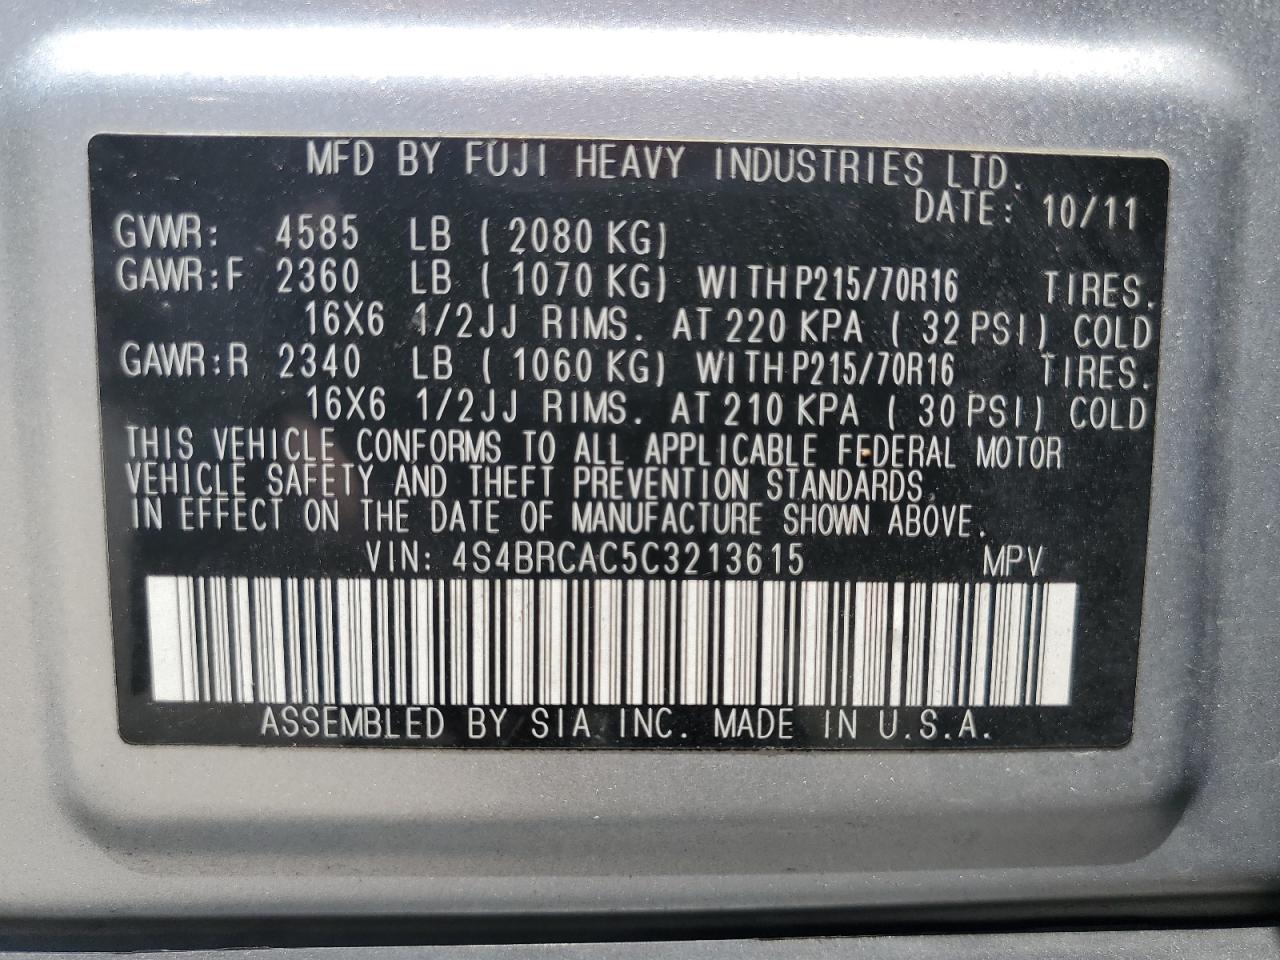 MFD BY FUJI HEAVY INDUSTRIES LTD.
DATE: 10/11
GVWR: 4585 LB ( 2080 KG)
GAWR:F 2360 LB ( 1070 KG) WITH P215/70R16 TIRES.
16X6 1/2JJ RIMS. AT 220 KPA ( 32 PSI) COLD
GAWR:R 2340 LB ( 1060 KG) WITH P215/70R16 TIRES.
16X6 1/2JJ RIMS. AT 210 KPA ( 30 PSI) COLD
THIS VEHICLE CONFORMS TO ALL APPLICABLE FEDERAL MOTOR
VEHICLE SAFETY AND THEFT PREVENTION STANDARDS,
IN EFFECT ON THE DATE OF MANUFACTURE SHOWN ABOVE.
VIN: 4S4BRCAC5C3213615 MPV
ASSEMBLED BY SIA INC. MADE IN U.S.A.